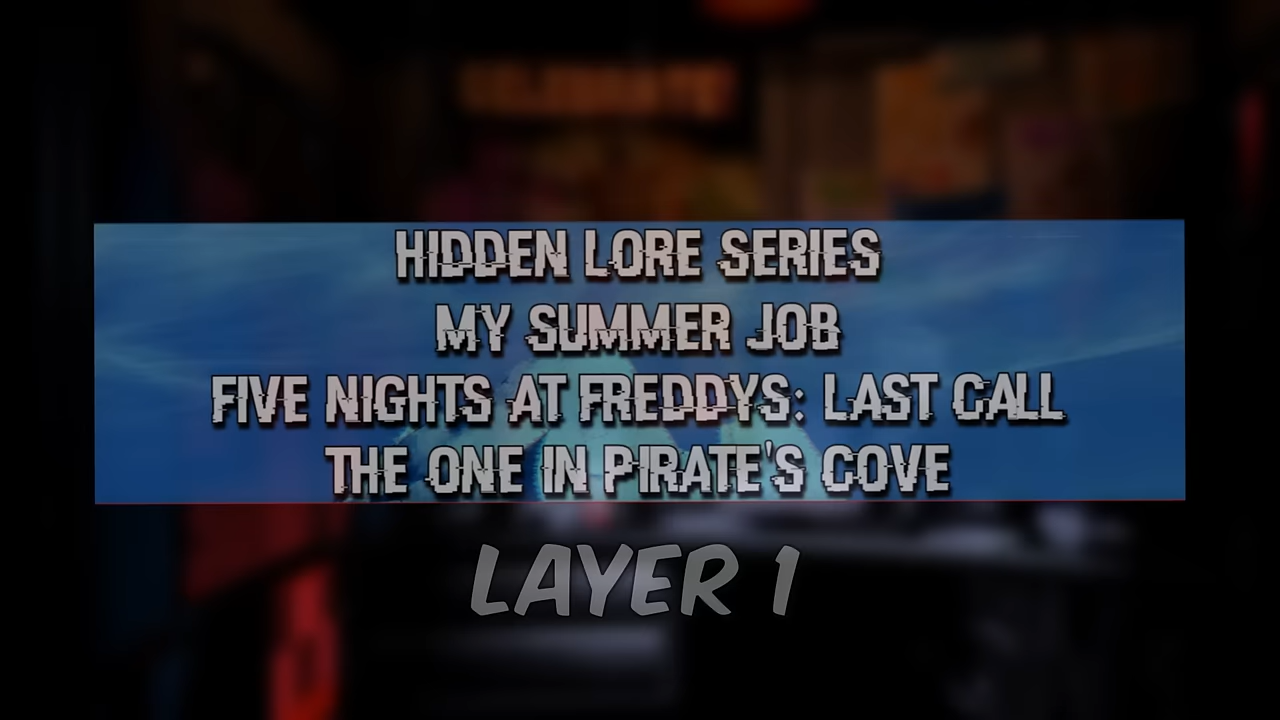 CELEBRATE
HIDDEN LORE SERIES
MY SUMMER JOB
FIVE NIGHTS AT FREDDYS: LAST CALL
THE ONE IN PIRATE'S COVE
LAYER 1